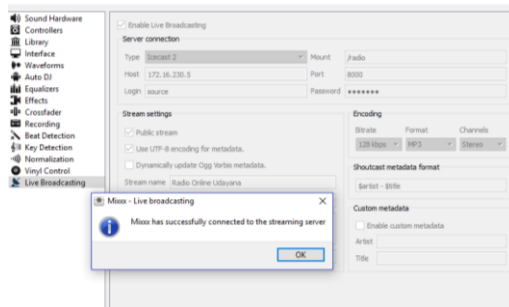 Sound Hardware
Controllers
Library
Interface
Waveforms
Auto DJ
Equalizers
Effects
Crossfader
Recording
Beat Detection
Key Detection
Normalization
Vinyl Control
Live Broadcasting
Enable Live Broadcasting
Server connection
Type Icecast 2 Mount /radio
Host 172.16.230.5 Port 8000
Login source Password •••••••
Stream settings
Public stream
Use UTF-8 encoding for metadata.
Dynamically update Ogg Vorbis metadata.
Stream name Radio Online Udayana
Encoding
Bitrate Format Channels
128 kbps MP3 Stereo
Shoutcast metadata format
$artist - $title
Custom metadata
Enable custom metadata
Artist
Title
Mixxx - Live broadcasting
Mixxx has successfully connected to the streaming server
OK